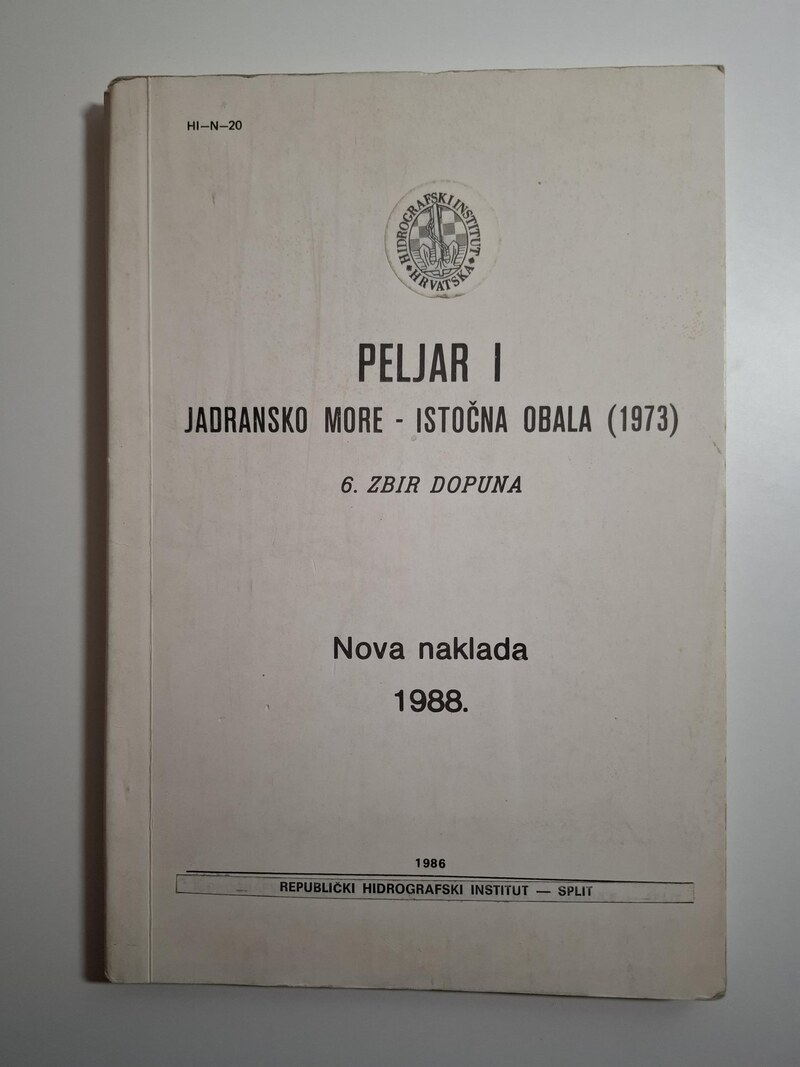 HI–N–20
HIDROGRAFSKI INSTITUT
HRVATSKA
PELJAR I
JADRANSKO MORE - ISTOČNA OBALA (1973)
6. ZBIR DOPUNA
Nova naklada
1988.
1986
REPUBLIČKI HIDROGRAFSKI INSTITUT — SPLIT